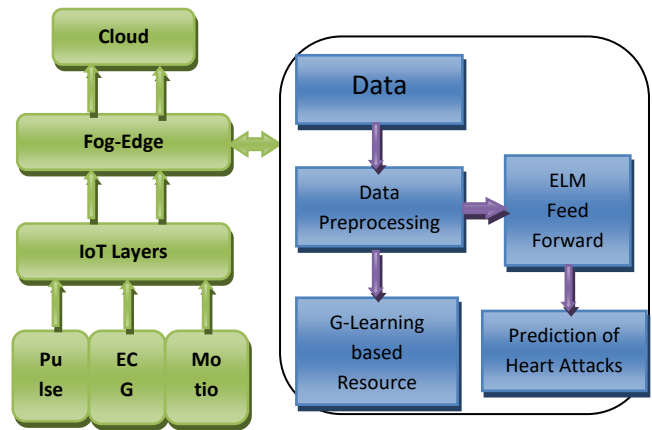 Cloud
Fog-Edge
IoT Layers
Pu
lse
EC
G
Mo
tio
Data
Data
Preprocessing
ELM
Feed
Forward
G-Learning
based
Resource
Prediction of
Heart Attacks